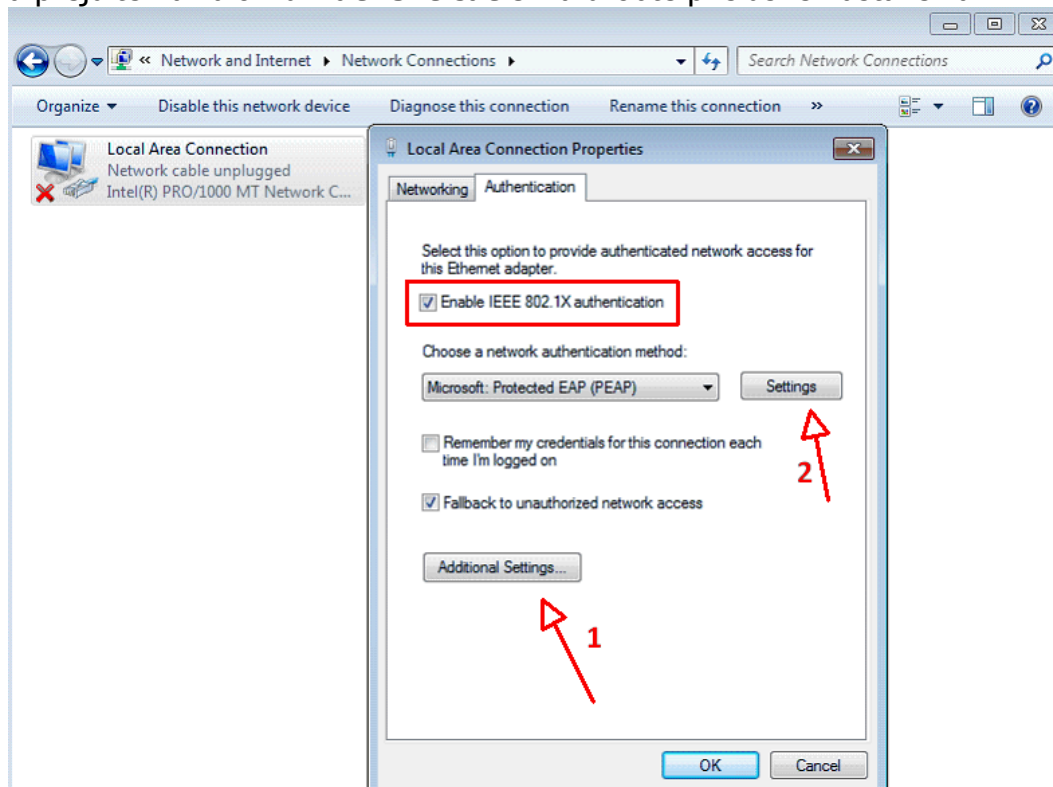 « Network and Internet ▸ Network Connections ▸
Search Network Connections
Organize Disable this network device Diagnose this connection Rename this connection »
Local Area Connection
Network cable unplugged
Intel(R) PRO/1000 MT Network C...
Local Area Connection Properties
Networking Authentication
Select this option to provide authenticated network access for
this Ethernet adapter.
Enable IEEE 802.1X authentication
Choose a network authentication method:
Microsoft: Protected EAP (PEAP) Settings
Remember my credentials for this connection each
time I'm logged on
2
Fallback to unauthorized network access
Additional Settings...
1
OK Cancel